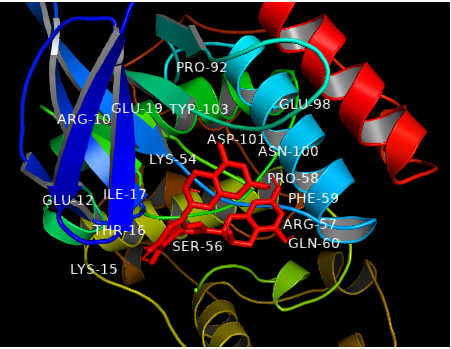 PRO-92
GLU-19
TYP-103
GLU-98
ARG-10
ASP-101
ASN-100
LYS-54
PRO-58
ILE-17
PHE-59
GLU-12
ARG-57
THR-16
SER-56
GLN-60
LYS-15